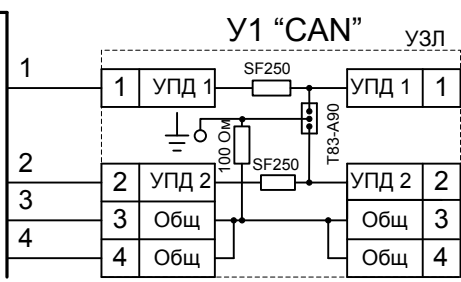 У1 “CAN”
УЗЛ
1
1 УПД 1
SF250
УПД 1 1
T83-A90
100 Ом
2
2 УПД 2
SF250
УПД 2 2
3
3 Общ
Общ 3
4
4 Общ
Общ 4